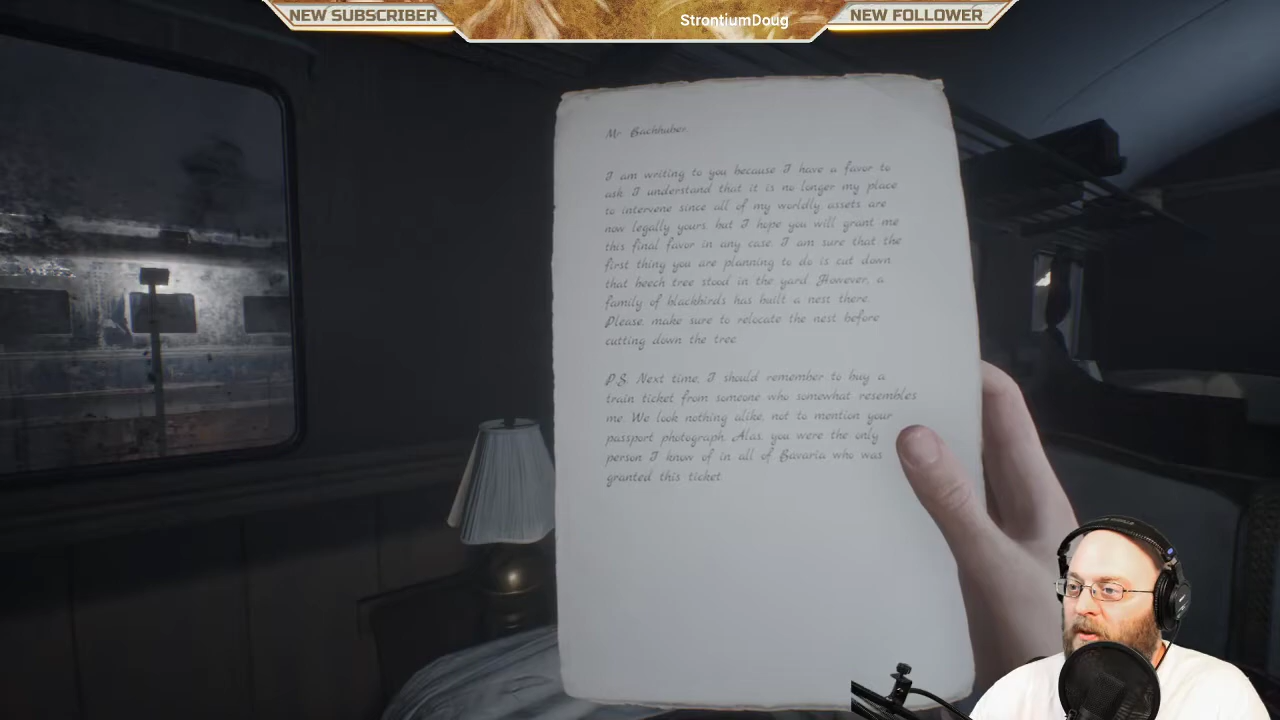 NEW SUBSCRIBER
StrontiumDoug
NEW FOLLOWER
Mr. Bachhuber,
I am writing to you because I have a favor to
ask. I understand that it is no longer my place
to intervene since all of my worldly assets are
now legally yours, but I hope you will grant me
this final favor in any case. I am sure that the
first thing you are planning to do is cut down
that beech tree stood in the yard. However, a
family of blackbirds has built a nest there.
Please, make sure to relocate the nest before
cutting down the tree.
P.S. Next time, I should remember to buy a
train ticket from someone who somewhat resembles
me. We look nothing alike, not to mention your
passport photograph. Alas, you were the only
person I know of in all of Bavaria who was
granted this ticket.